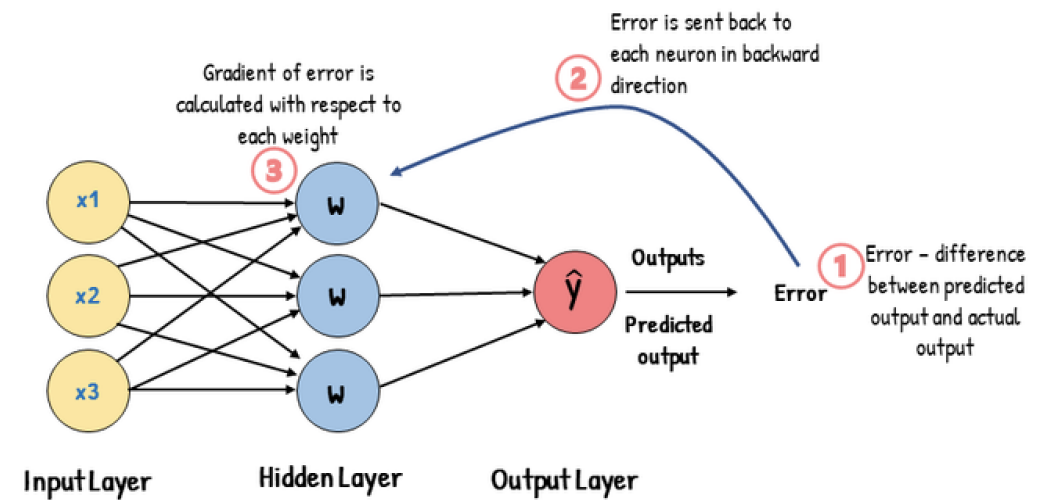 Error is sent back to
each neuron in backward
direction
2
Gradient of error is
calculated with respect to
each weight
3
x1
w
x2
w
x3
w
ŷ
Outputs
Predicted
output
Error
1
Error - difference
between predicted
output and actual
output
Input Layer
Hidden Layer
Output Layer